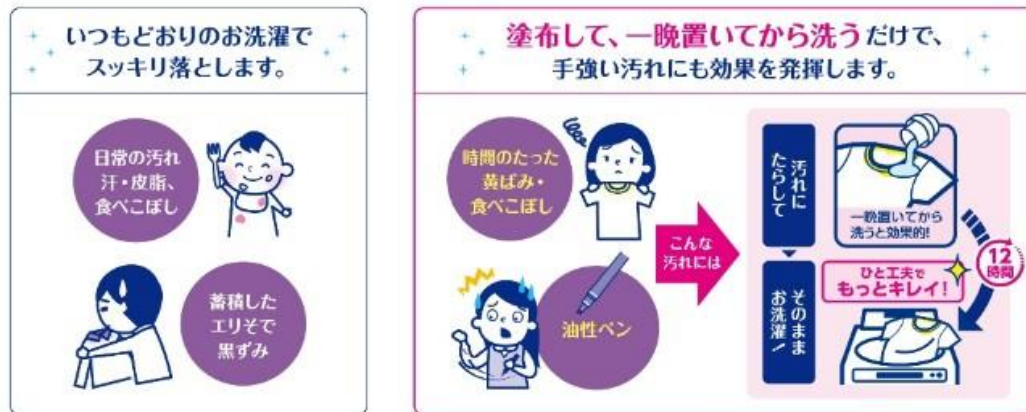 いつもどおりのお洗濯で
スッキリ落とします。
日常の汚れ
汗・皮脂、
食べこぼし
蓄積した
エリそで
黒ずみ
塗布して、一晩置いてから洗うだけで、
手強い汚れにも効果を発揮します。
時間のたった
黄ばみ・
食べこぼし
油性ペン
こんな
汚れには
汚れに
たらして
一晩置いてから
洗うと効果的!
12
時間
ひと工夫で
もっとキレイ!
そのまま
お洗濯!